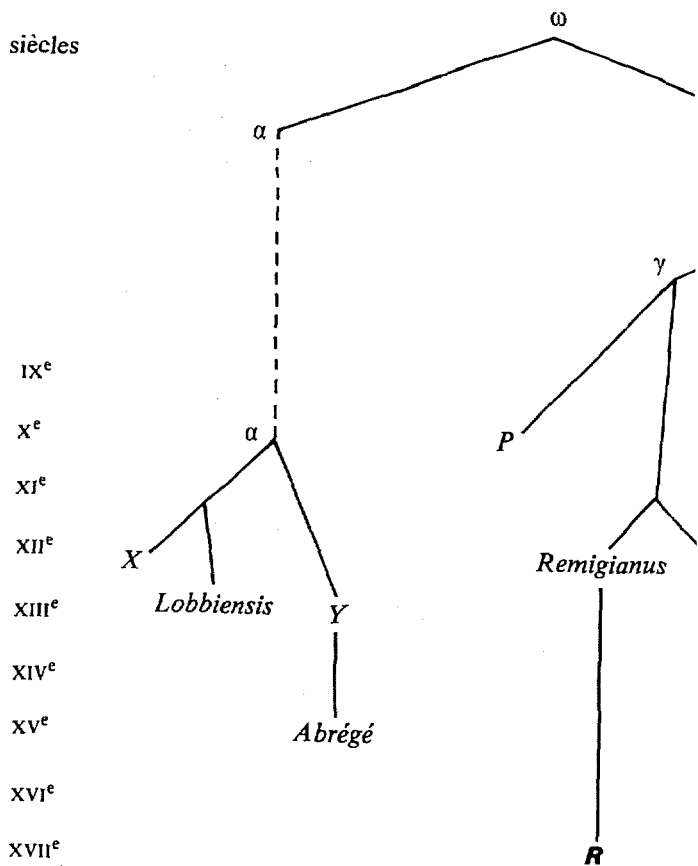 ω
siècles
α
γ
IXᵉ
Xᵉ α P
XIᵉ
XIIᵉ X Remigianus
XIIIᵉ Lobbiensis Y
XIVᵉ
XVᵉ Abrégé
XVIᵉ
XVIIᵉ R